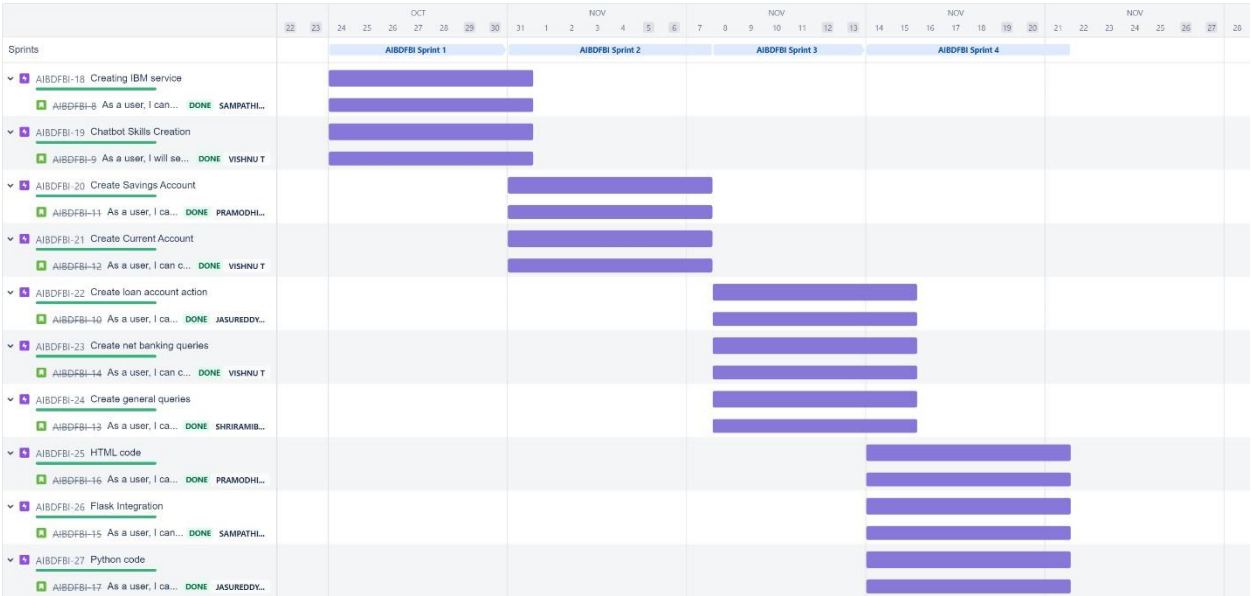 OCT NOV NOV NOV NOV
22 23 24 25 26 27 28 29 30 31 1 2 3 4 5 6 7 8 9 10 11 12 13 14 15 16 17 18 19 20 21 22 23 24 25 26 27 28
Sprints AIBDFBI Sprint 1 AIBDFBI Sprint 2 AIBDFBI Sprint 3 AIBDFBI Sprint 4
AIBDFBI-18 Creating IBM service
AIBDFBI-8 As a user, I can... DONE SAMPATHI...
AIBDFBI-19 Chatbot Skills Creation
AIBDFBI-9 As a user, I will se... DONE VISHNU T
AIBDFBI-20 Create Savings Account
AIBDFBI-11 As a user, I ca... DONE PRAMODHI...
AIBDFBI-21 Create Current Account
AIBDFBI-12 As a user, I can c... DONE VISHNU T
AIBDFBI-22 Create loan account action
AIBDFBI-10 As a user, I ca... DONE JASUREDDY...
AIBDFBI-23 Create net banking queries
AIBDFBI-14 As a user, I can c... DONE VISHNU T
AIBDFBI-24 Create general queries
AIBDFBI-13 As a user, I ca... DONE SHRIRAMIB...
AIBDFBI-25 HTML code
AIBDFBI-16 As a user, I ca... DONE PRAMODHI...
AIBDFBI-26 Flask Integration
AIBDFBI-15 As a user, I can... DONE SAMPATHI...
AIBDFBI-27 Python code
AIBDFBI-17 As a user, I ca... DONE JASUREDDY...